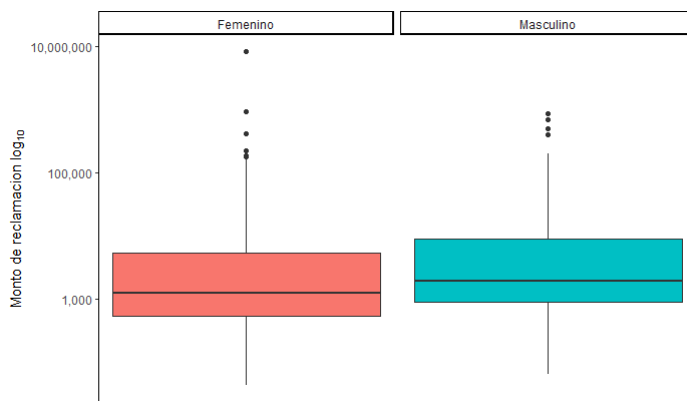 Femenino
Masculino
10,000,000
100,000
1,000
Monto de reclamacion log10